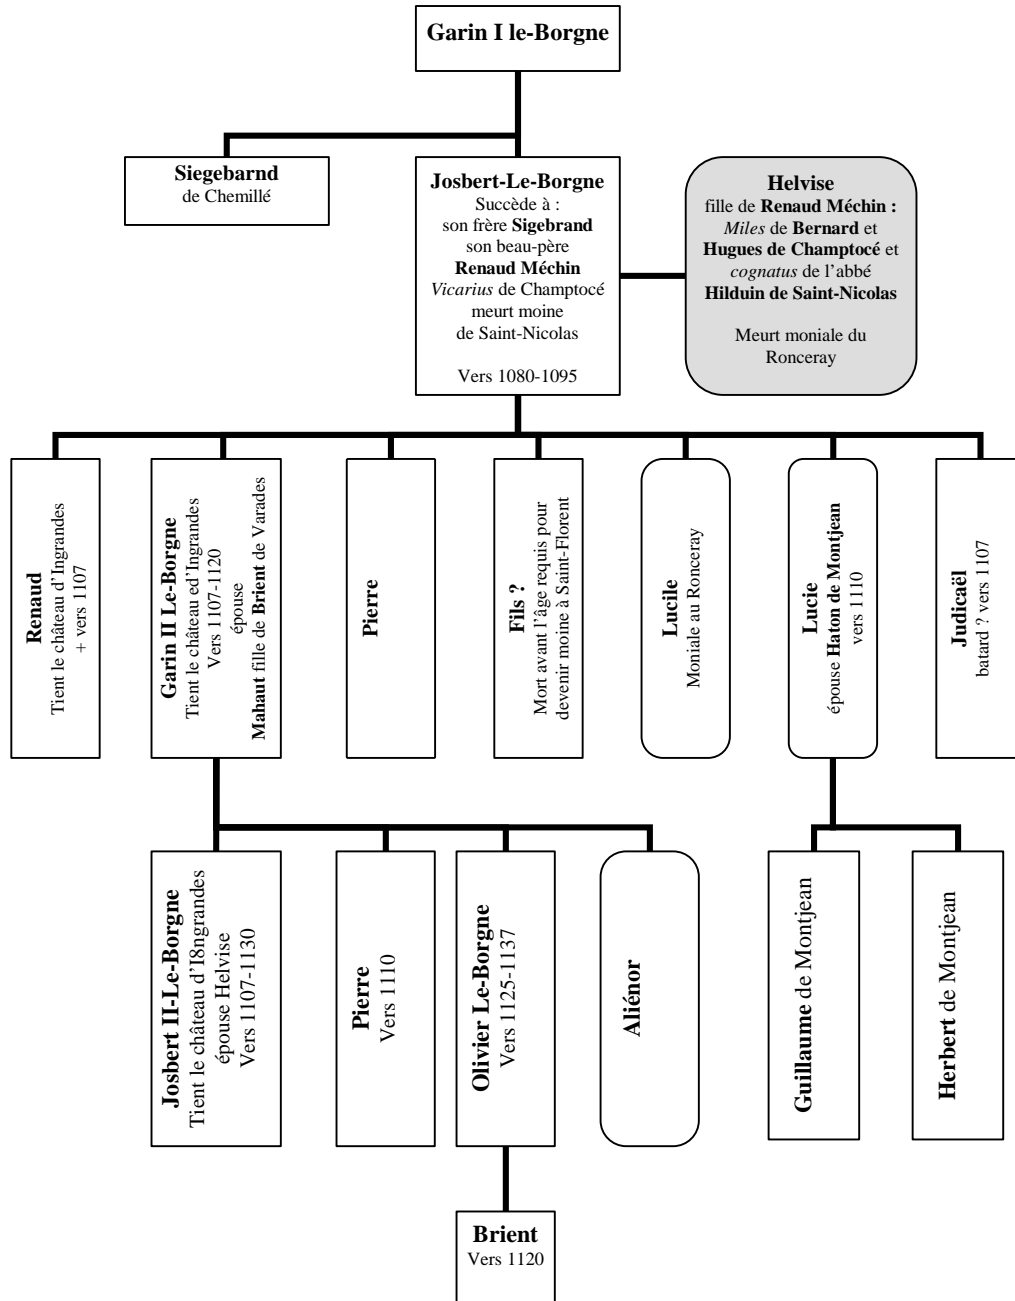 Garin I le-Borgne
Siegebarnd
de Chemillé
Josbert-Le-Borgne
Succède à :
son frère Sigebrand
son beau-père
Renaud Méchin
Vicarius de Champtocé
meurt moine
de Saint-Nicolas
Vers 1080-1095
Helvise
fille de Renaud Méchin :
Miles de Bernard et
Hugues de Champtocé et
cognatus de l'abbé
Hilduin de Saint-Nicolas
Meurt moniale du
Ronceray
Renaud
Tient le château d'Ingrandes
+ vers 1107
Garin II Le-Borgne
Tient le château ed'Ingrandes
Vers 1107-1120
épouse
Mahaut fille de Brient de Varades
Pierre
Fils ?
Mort avant l'âge requis pour
devenir moine à Saint-Florent
Lucile
Moniale au Ronceray
Lucie
épouse Haton de Montjean
vers 1110
Judicaël
batard ? vers 1107
Josbert II-Le-Borgne
Tient le château d'I8ngrandes
épouse Helvise
Vers 1107-1130
Pierre
Vers 1110
Olivier Le-Borgne
Vers 1125-1137
Aliénor
Guillaume de Montjean
Herbert de Montjean
Brient
Vers 1120